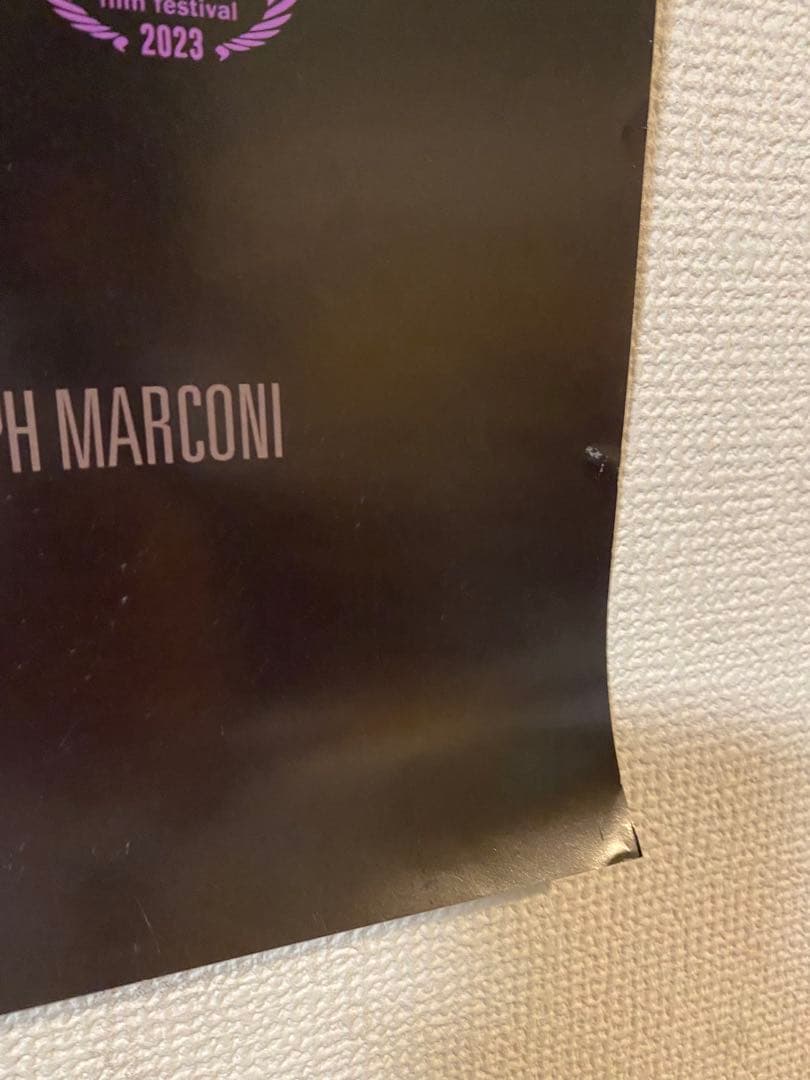 film festival
2023
PH MARCONI